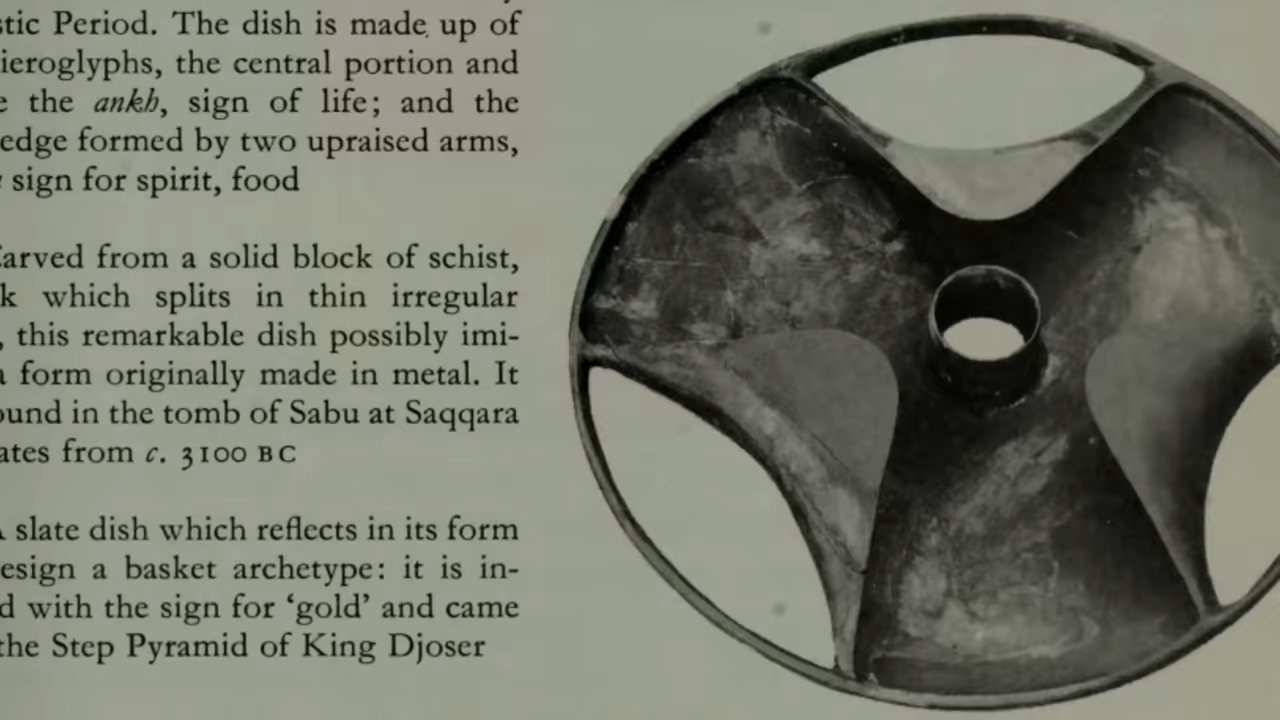 stic Period. The dish is made up of
ieroglyphs, the central portion and
e the ankh, sign of life; and the
edge formed by two upraised arms,
sign for spirit, food
Carved from a solid block of schist,
k which splits in thin irregular
, this remarkable dish possibly imi-
a form originally made in metal. It
ound in the tomb of Sabu at Saqqara
ates from c. 3100 BC
A slate dish which reflects in its form
esign a basket archetype: it is in-
d with the sign for ‘gold’ and came
the Step Pyramid of King Djoser